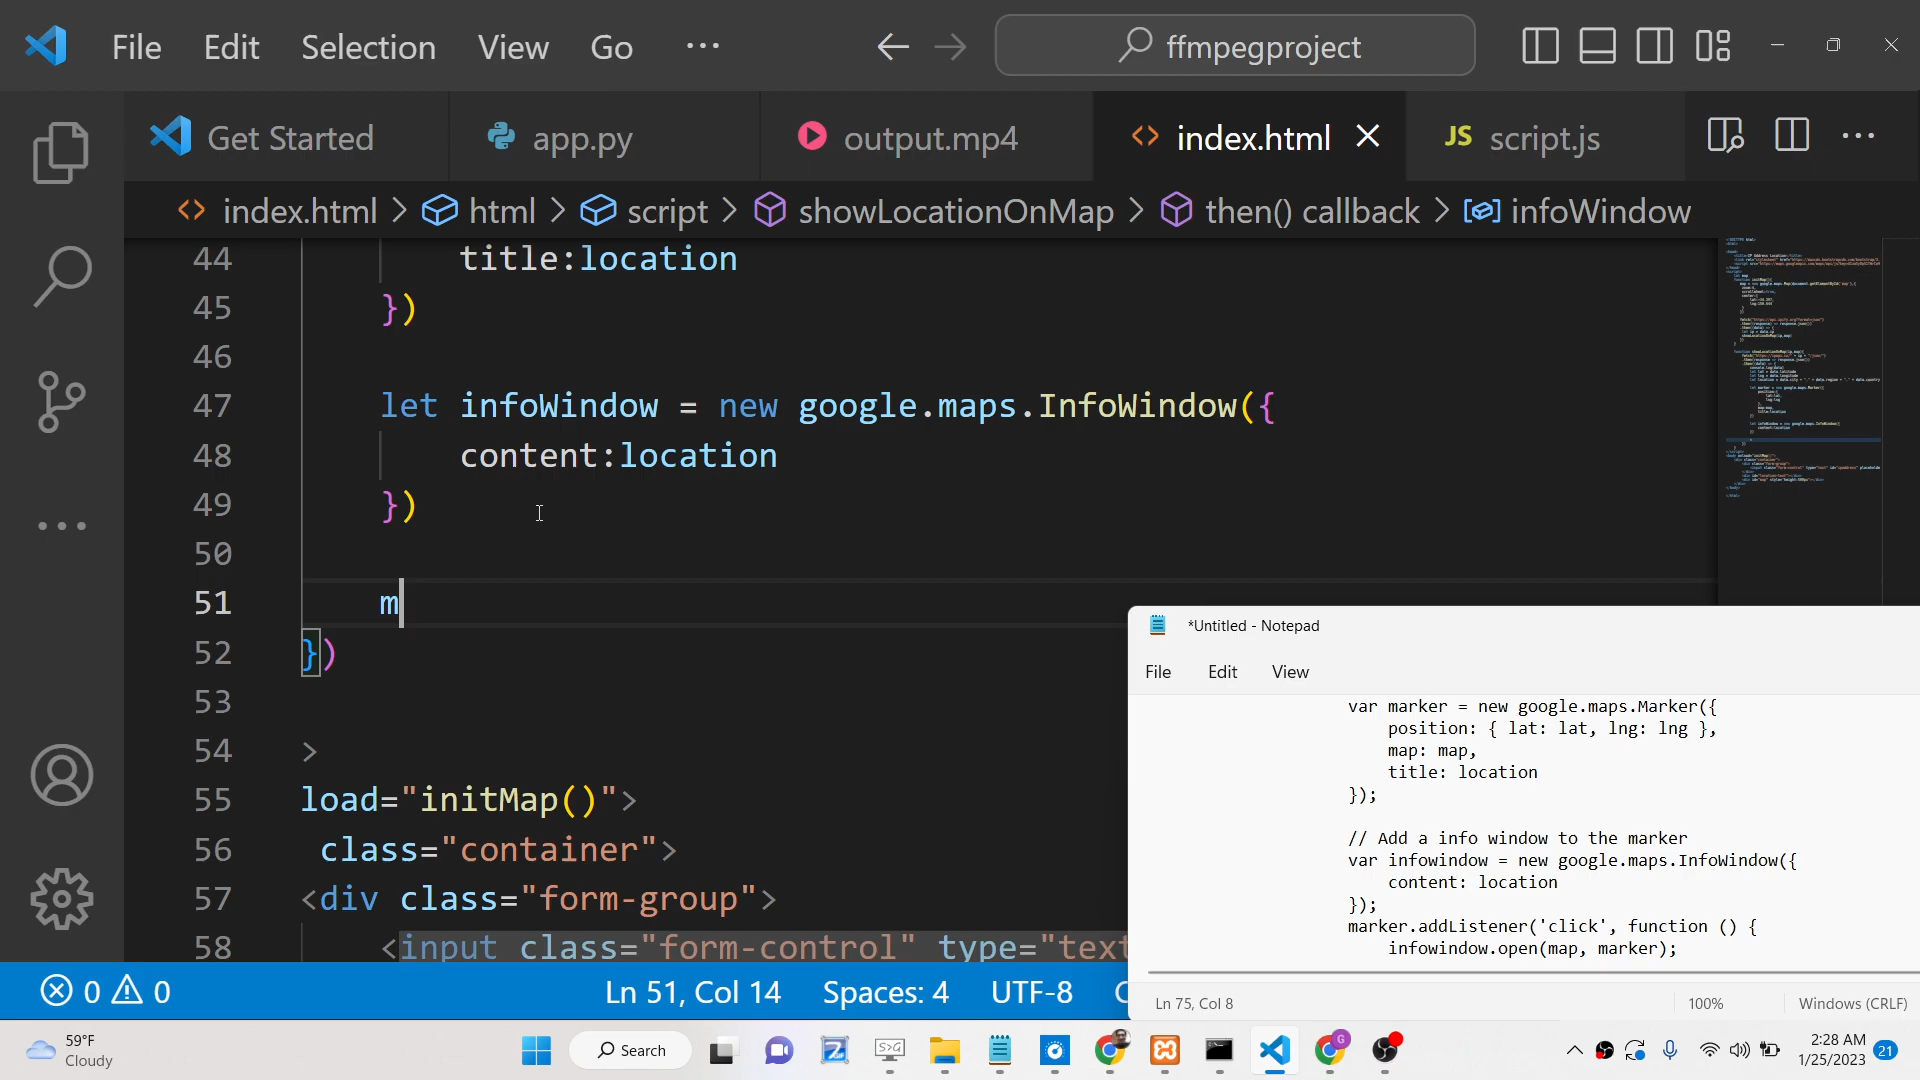 File Edit Selection View Go ··· ffmpegproject
Get Started app.py output.mp4 index.html JS script.js
index.html > html > script > showLocationOnMap > then() callback > infoWindow
44 title:location
45 })
46
47 let infoWindow = new google.maps.InfoWindow({
48 content:location
49 })
50
51 m
52 })
53
54 >
55 load="initMap()">
56 class="container">
57 <div class="form-group">
58 <input class="form-control" type="text
*Untitled - Notepad
File Edit View
var marker = new google.maps.Marker({
position: { lat: lat, lng: lng },
map: map,
title: location
});
// Add a info window to the marker
var infowindow = new google.maps.InfoWindow({
content: location
});
marker.addListener('click', function () {
infowindow.open(map, marker);
Ln 75, Col 8 100% Windows (CRLF)
0 0 Ln 51, Col 14 Spaces: 4 UTF-8 C
59°F
Cloudy
Search
2:28 AM
1/25/2023 21